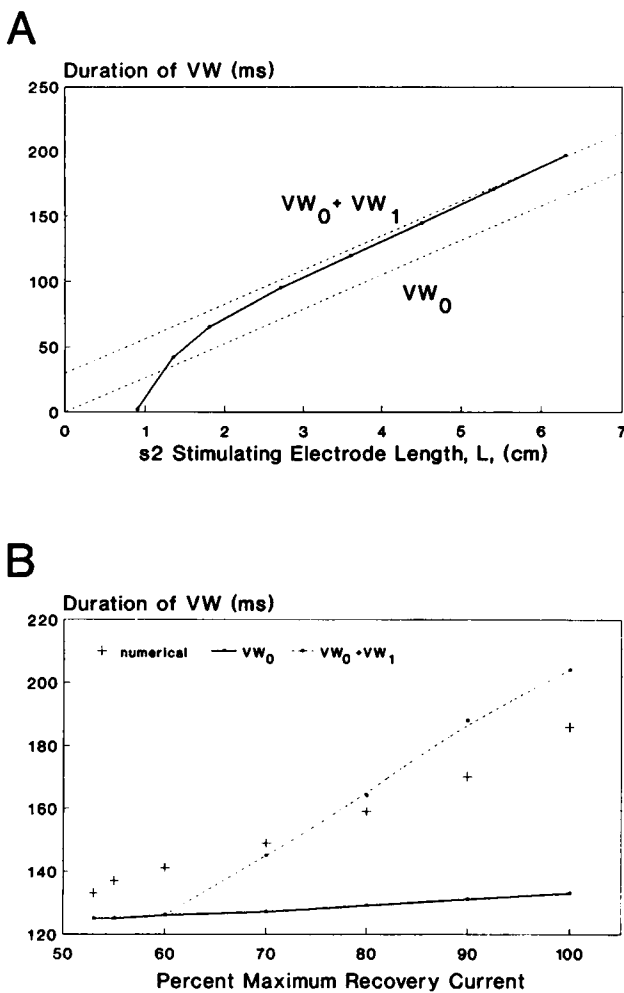 A
Duration of VW (ms)
250
200
150
100
50
0
VW0 + VW1
VW0
0 1 2 3 4 5 6 7
s2 Stimulating Electrode Length, L, (cm)
B
Duration of VW (ms)
220
200
180
160
140
120
+ numerical VW0 VW0 +VW1
50 60 70 80 90 100
Percent Maximum Recovery Current